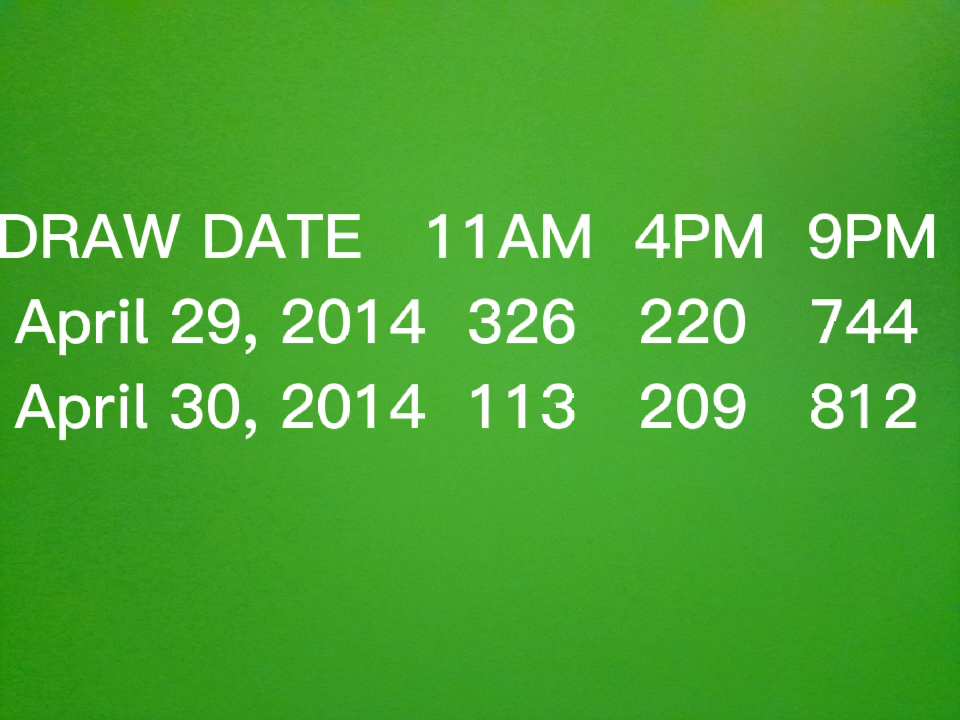 DRAW DATE 11AM 4PM 9PM
April 29, 2014 326 220 744
April 30, 2014 113 209 812